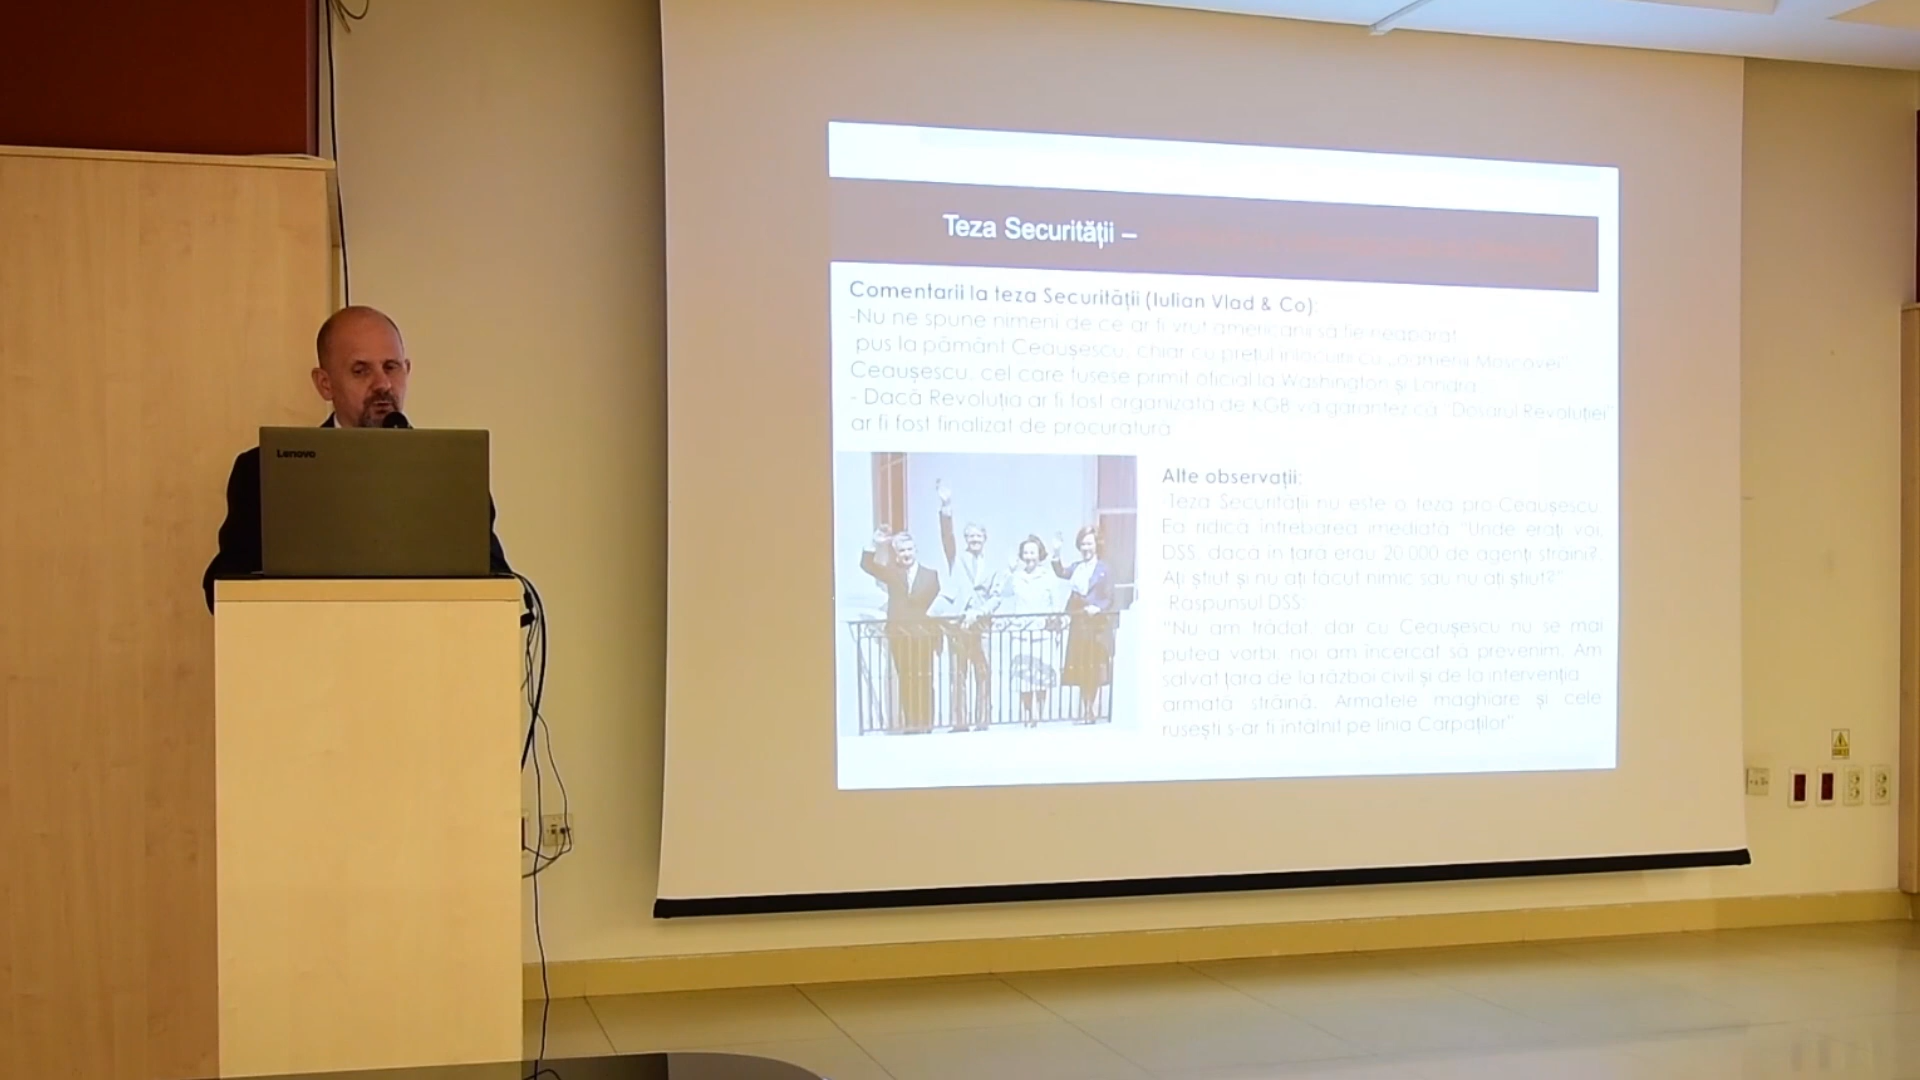 Teza Securității –
Comentarii la teza Securității (Iulian Vlad & Co):
-Nu ne spune nimeni de ce ar fi vrut americanii să fie neapărat
pus la pământ Ceaușescu, chiar cu prețul înlocuirii cu „oamenii Moscovei"
Ceaușescu, cel care fusese primit oficial la Washington și Londra
- Dacă Revoluția ar fi fost organizată de KGB vă garantez că "Dosarul Revoluției"
ar fi fost finalizat de procuratură
Lenovo
Alte observații:
-Teza Securității nu este o teza pro Ceaușescu.
Ea ridică întrebarea imediată "Unde erați voi,
DSS, daca în țară erau 20.000 de agenți străini?
Ați știut și nu ați făcut nimic sau nu ați știut?"
Raspunsul DSS:
"Nu am trădat, dar cu Ceaușescu nu se mai
putea vorbi, noi am încercat să prevenim. Am
salvat țara de la război civil și de la intervenția
armată străină. Armatele maghiare și cele
rusești s-ar fi întâlnit pe linia Carpaților"